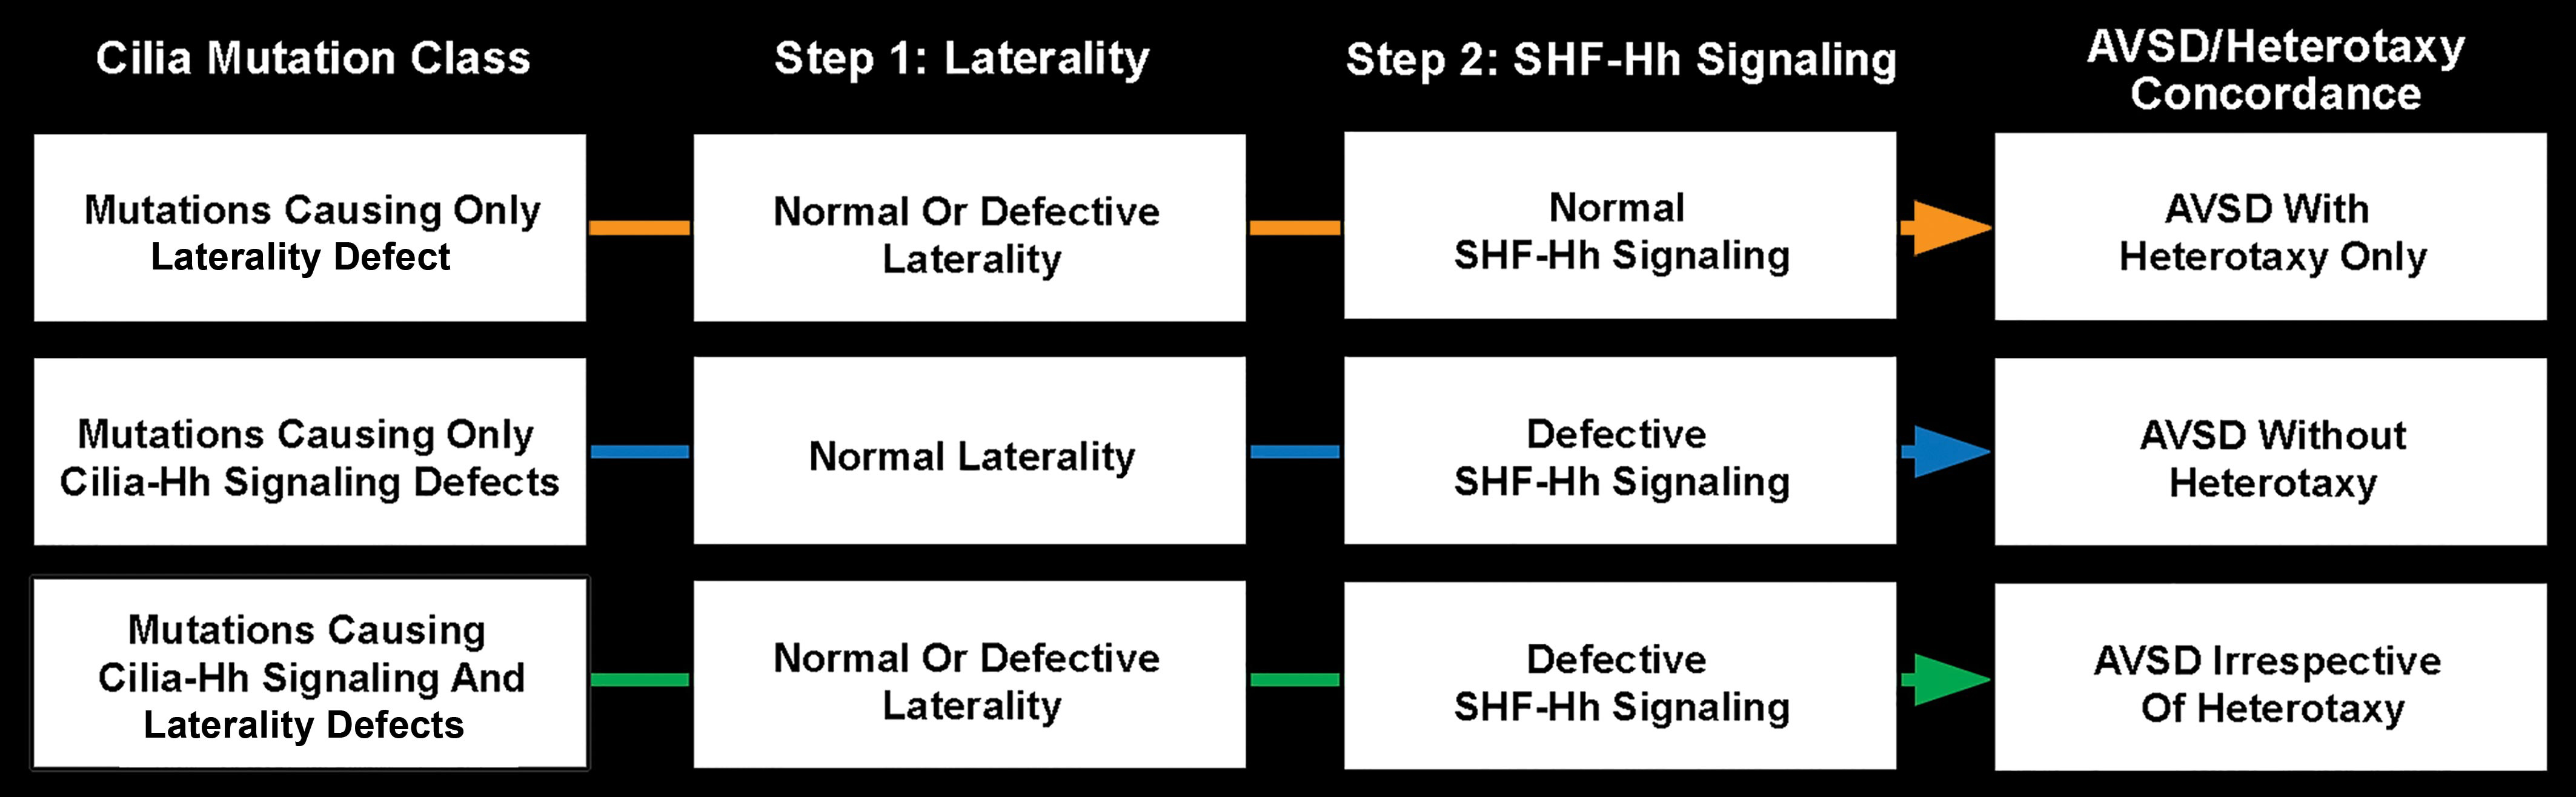 Cilia Mutation Class
Step 1: Laterality
Step 2: SHF-Hh Signaling
AVSD/Heterotaxy
Concordance
Mutations Causing Only
Laterality Defect
Normal Or Defective
Laterality
Normal
SHF-Hh Signaling
AVSD With
Heterotaxy Only
Mutations Causing Only
Cilia-Hh Signaling Defects
Normal Laterality
Defective
SHF-Hh Signaling
AVSD Without
Heterotaxy
Mutations Causing
Cilia-Hh Signaling And
Laterality Defects
Normal Or Defective
Laterality
Defective
SHF-Hh Signaling
AVSD Irrespective
Of Heterotaxy